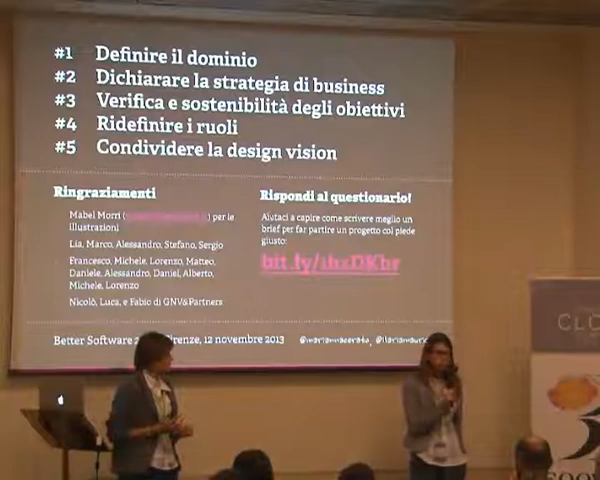 #1 Definire il dominio
#2 Dichiarare la strategia di business
#3 Verifica e sostenibilità degli obiettivi
#4 Ridefinire i ruoli
#5 Condividere la design vision
Ringraziamenti
Mabel Morri ( ) per le
illustrazioni
Lia, Marco, Alessandro, Stefano, Sergio
Francesco, Michele, Lorenzo, Matteo,
Daniele, Alessandro, Daniel, Alberto,
Michele, Lorenzo
Nicolò, Luca, e Fabio di GNV&Partners
Rispondi al questionario!
Aiutaci a capire come scrivere meglio un
brief per far partire un progetto col piede
giusto:
Better Software Firenze, 12 novembre 2013
CLO